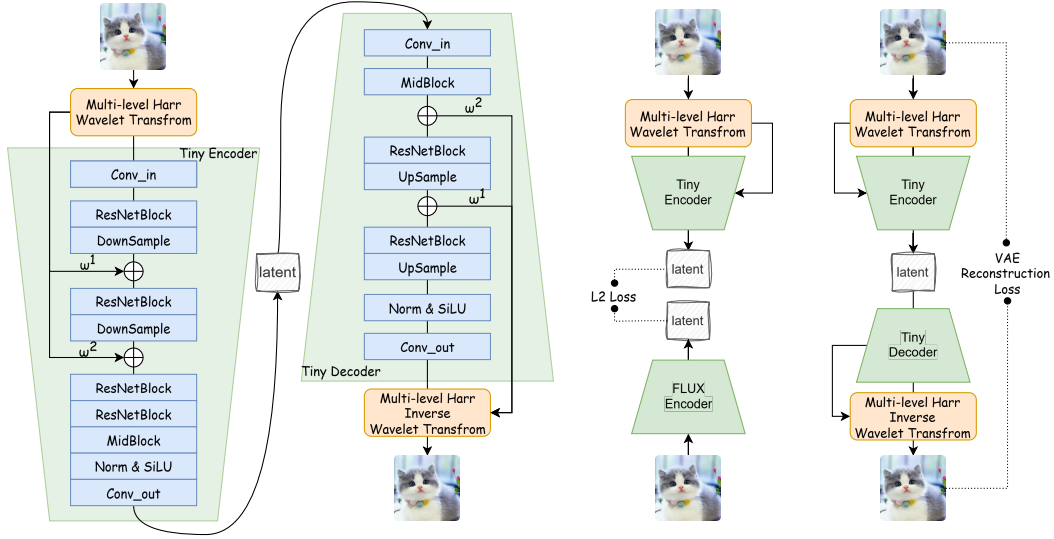 Multi-level Harr
Wavelet Transfrom
Tiny Encoder
Conv_in
ResNetBlock
DownSample
ω1
ResNetBlock
DownSample
ω2
ResNetBlock
ResNetBlock
MidBlock
Norm & SiLU
Conv_out
latent
Conv_in
MidBlock
ω2
ResNetBlock
UpSample
ω1
ResNetBlock
UpSample
Norm & SiLU
Conv_out
Tiny Decoder
Multi-level Harr
Inverse
Wavelet Transfrom
Multi-level Harr
Wavelet Transfrom
Tiny
Encoder
latent
L2 Loss
latent
FLUX
Encoder
Multi-level Harr
Wavelet Transfrom
Tiny
Encoder
latent
VAE
Reconstruction
Loss
Tiny
Decoder
Multi-level Harr
Inverse
Wavelet Transfrom